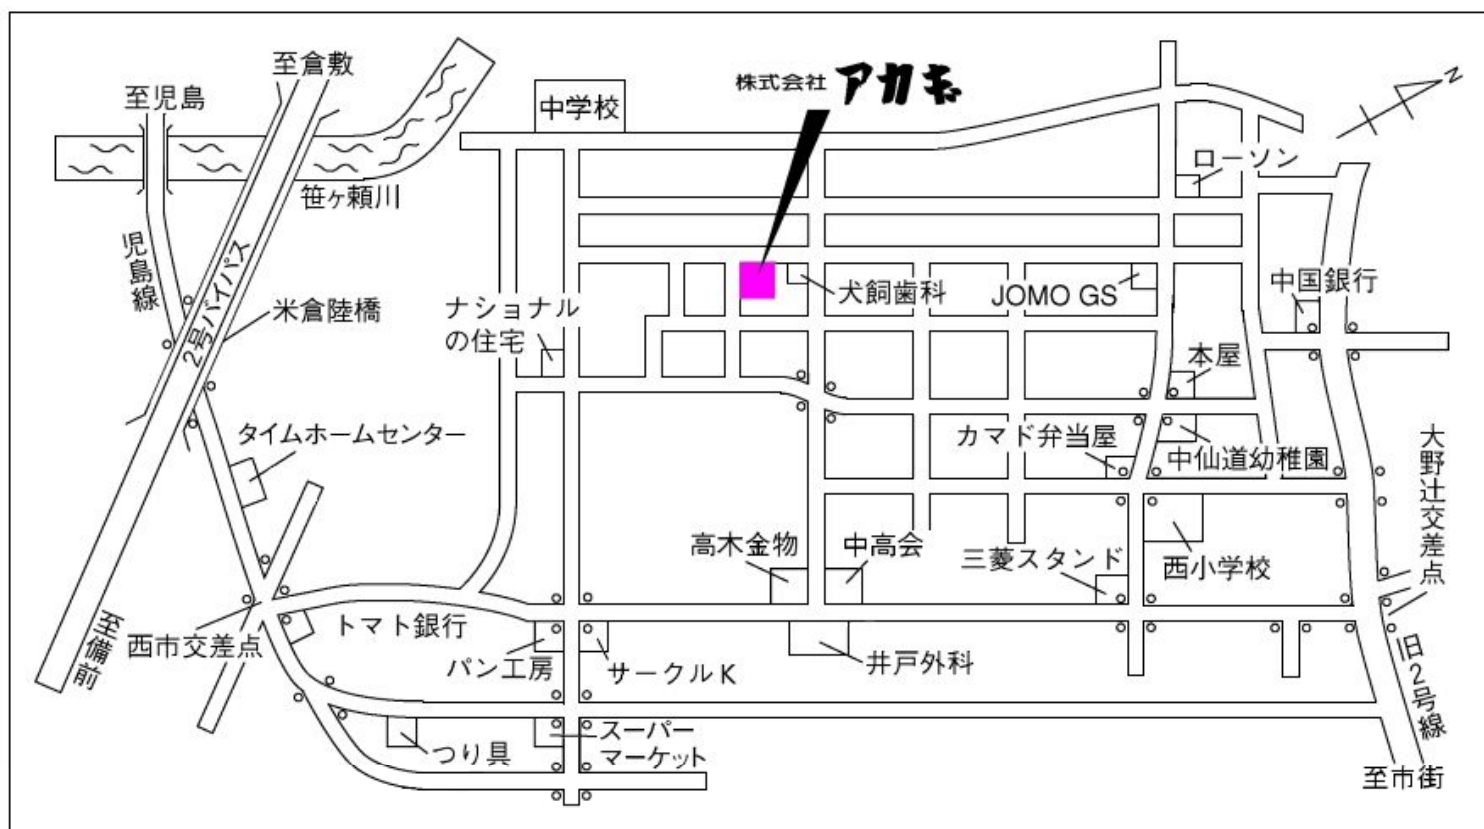 至倉敷
至児島
中学校
株式会社 アカギ
N
ローソン
笹ヶ瀬川
児島線
2号バイパス
米倉陸橋
ナショナル
の住宅
犬飼歯科
JOMO GS
中国銀行
本屋
タイムホームセンター
カマド弁当屋
中仙道幼稚園
大野辻交差点
高木金物
中高会
三菱スタンド
西小学校
至備前
西市交差点
トマト銀行
パン工房
サークルK
井戸外科
旧2号線
つり具
スーパー
マーケット
至市街